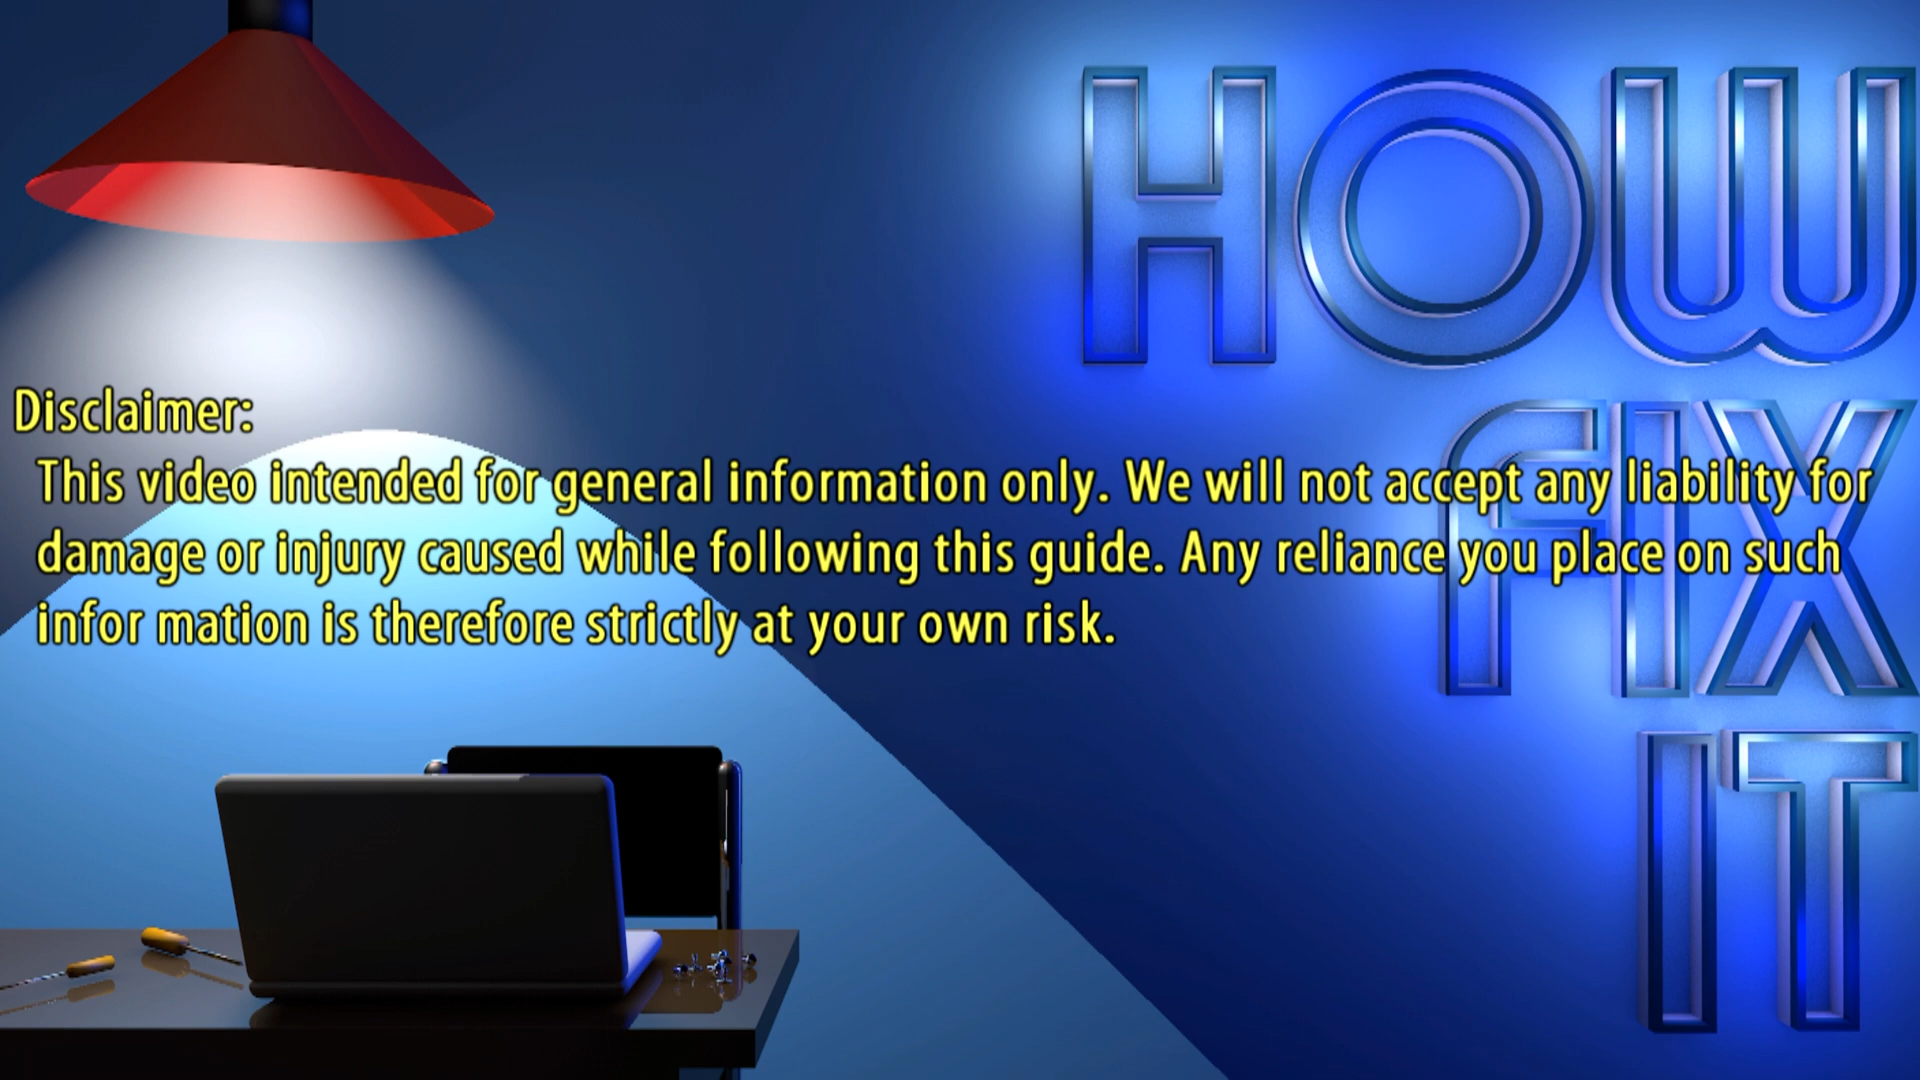 HOW
FIX
IT
Disclaimer:
This video intended for general information only. We will not accept any liability for
damage or injury caused while following this guide. Any reliance you place on such
infor mation is therefore strictly at your own risk.